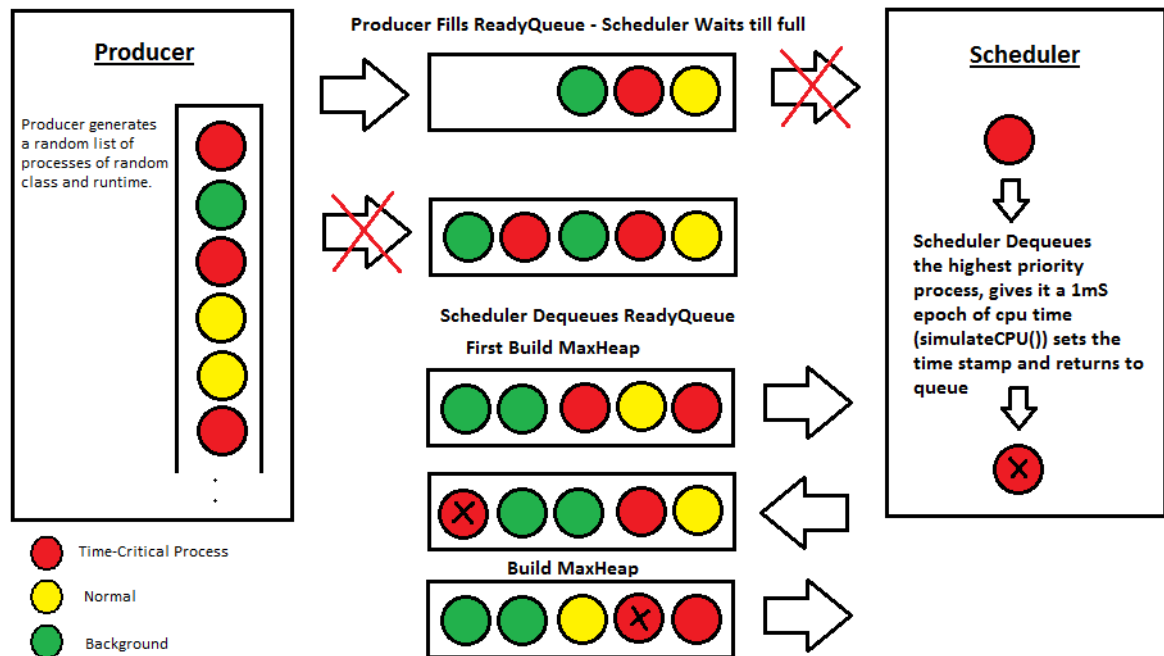 Producer
Producer generates
a random list of
processes of random
class and runtime.
Producer Fills ReadyQueue - Scheduler Waits till full
Scheduler Dequeues ReadyQueue
First Build MaxHeap
Build MaxHeap
Scheduler
Scheduler Dequeues
the highest priority
process, gives it a 1mS
epoch of cpu time
(simulateCPU()) sets the
time stamp and returns to
queue
Time-Critical Process
Normal
Background